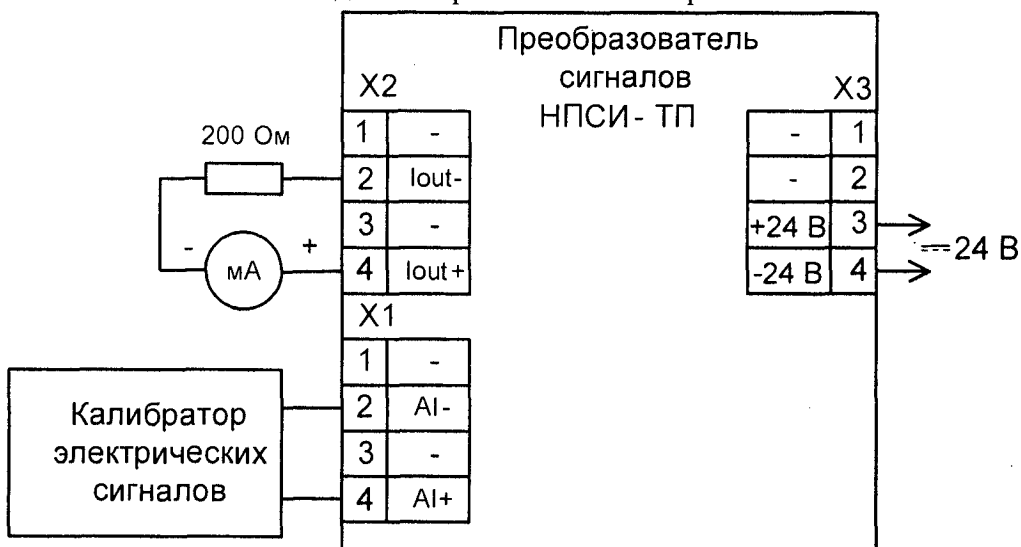 Преобразователь
сигналов
НПСИ - ТП
X2
1 -
2 Iout-
3 -
4 Iout+
200 Ом
- +
мА
X1
1 -
2 AI-
3 -
4 AI+
Калибратор
электрических
сигналов
X3
- 1
- 2
+24 В 3
-24 В 4
═24 В